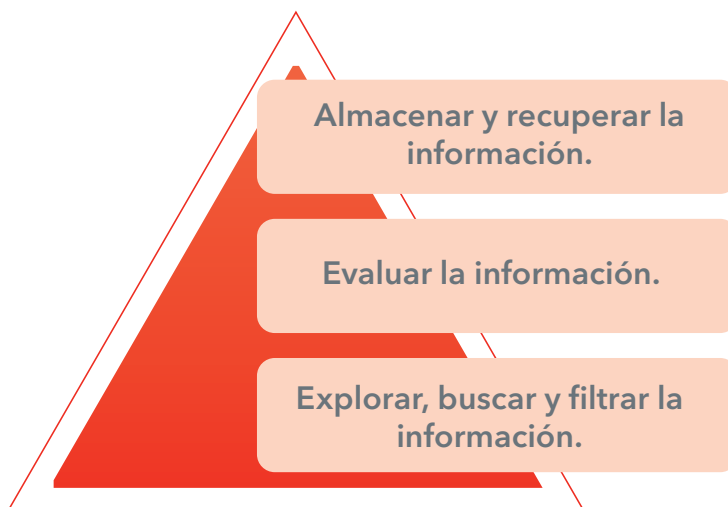 Almacenar y recuperar la
información.
Evaluar la información.
Explorar, buscar y filtrar la
información.